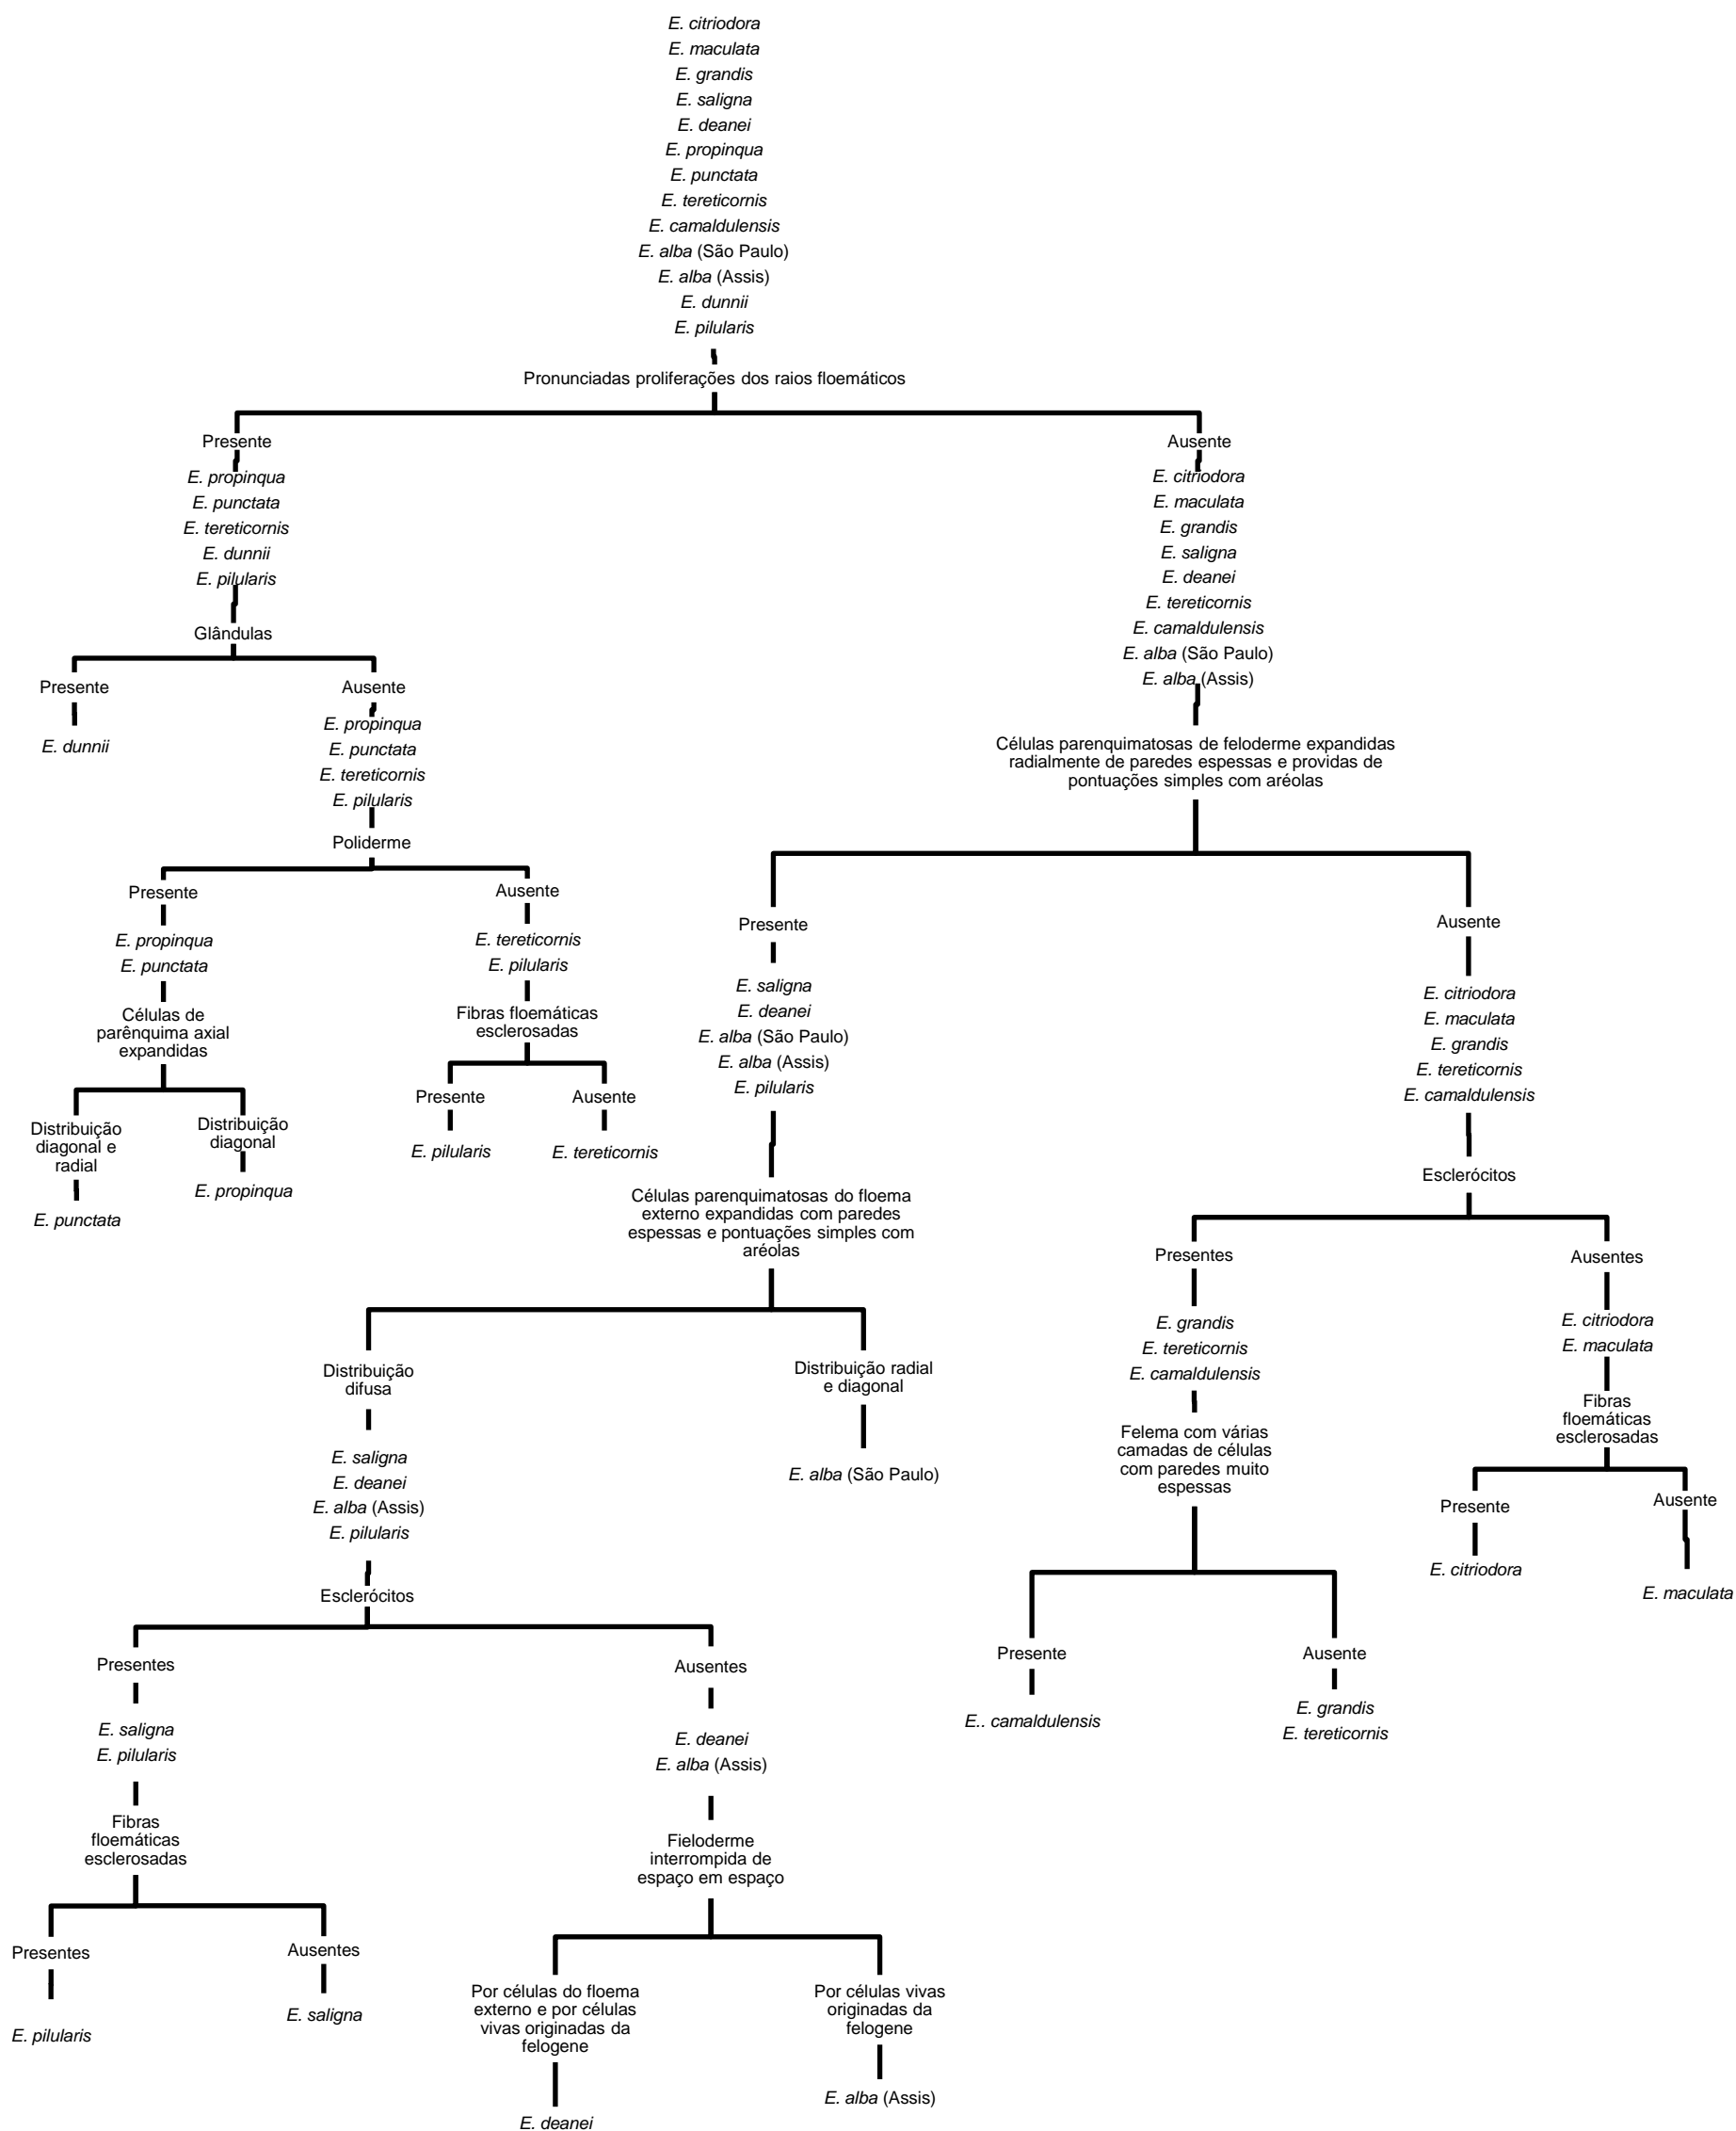 E. citriodora
E. maculata
E. grandis
E. saligna
E. deanei
E. propinqua
E. punctata
E. tereticornis
E. camaldulensis
E. alba (São Paulo)
E. alba (Assis)
E. dunnii
E. pilularis
Pronunciadas proliferações dos raios floemáticos
Presente
E. propinqua
E. punctata
E. tereticornis
E. dunnii
E. pilularis
Glândulas
Presente
E. dunnii
Ausente
E. propinqua
E. punctata
E. tereticornis
E. pilularis
Poliderme
Presente
E. propinqua
E. punctata
Células de
parênquima axial
expandidas
Distribuição
diagonal e
radial
E. punctata
Distribuição
diagonal
E. propinqua
Ausente
E. tereticornis
E. pilularis
Fibras floemáticas
esclerosadas
Presente
E. pilularis
Ausente
E. tereticornis
Ausente
E. citriodora
E. maculata
E. grandis
E. saligna
E. deanei
E. tereticornis
E. camaldulensis
E. alba (São Paulo)
E. alba (Assis)
Células parenquimatosas de feloderme expandidas
radialmente de paredes espessas e providas de
pontuações simples com aréolas
Presente
E. saligna
E. deanei
E. alba (São Paulo)
E. alba (Assis)
E. pilularis
Células parenquimatosas do floema
externo expandidas com paredes
espessas e pontuações simples com
aréolas
Distribuição
difusa
E. saligna
E. deanei
E. alba (Assis)
E. pilularis
Esclerócitos
Presentes
E. saligna
E. pilularis
Fibras
floemáticas
esclerosadas
Presentes
E. pilularis
Ausentes
E. saligna
Ausentes
E. deanei
E. alba (Assis)
Fieloderme
interrompida de
espaço em espaço
Por células do floema
externo e por células
vivas originadas da
felogene
E. deanei
Por células vivas
originadas da
felogene
E. alba (Assis)
Distribuição radial
e diagonal
E. alba (São Paulo)
Ausente
E. citriodora
E. maculata
E. grandis
E. tereticornis
E. camaldulensis
Esclerócitos
Presentes
E. grandis
E. tereticornis
E. camaldulensis
Felema com várias
camadas de células
com paredes muito
espessas
Presente
E.. camaldulensis
Ausente
E. grandis
E. tereticornis
Ausentes
E. citriodora
E. maculata
Fibras
floemáticas
esclerosadas
Presente
E. citriodora
Ausente
E. maculata